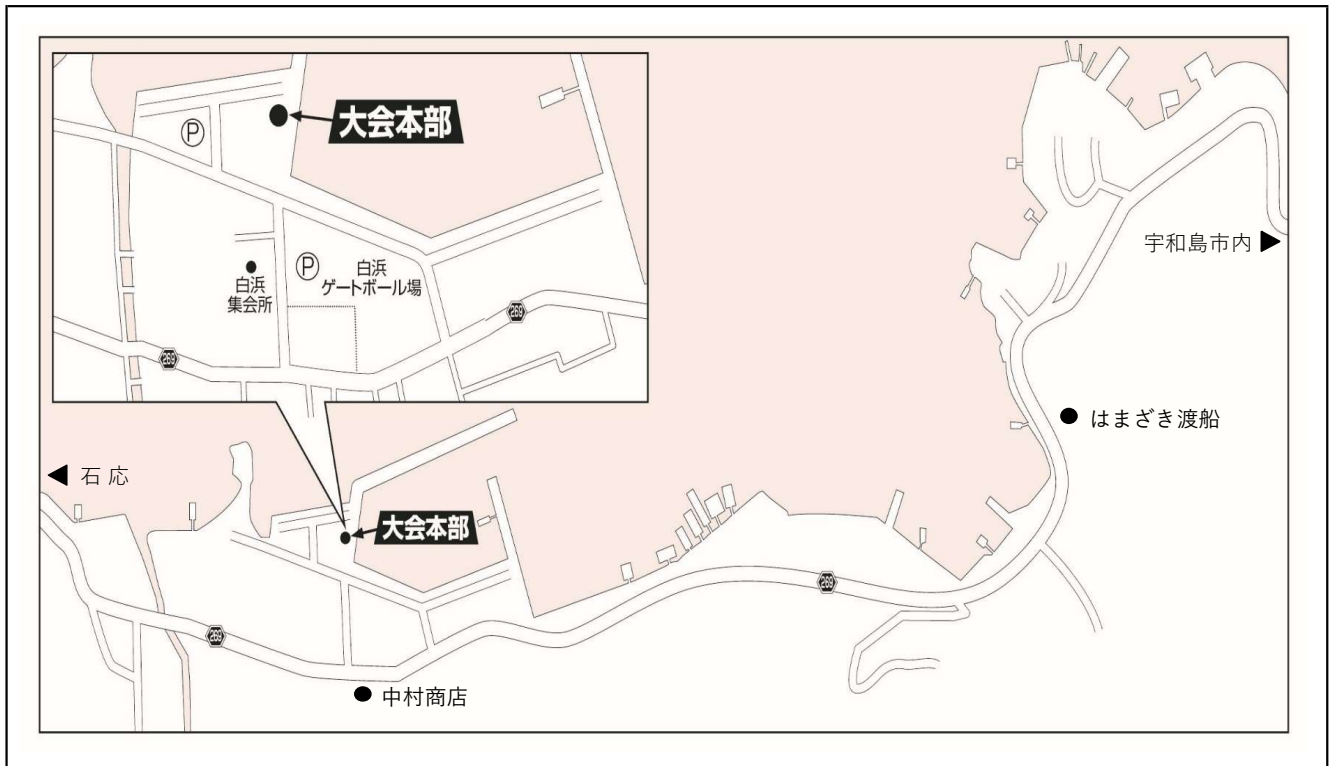 大会本部
Ⓟ
白浜
集会所
Ⓟ
白浜
ゲートボール場
269
269
宇和島市内 ▶
はまざき渡船
◀ 石 応
大会本部
269
269
中村商店